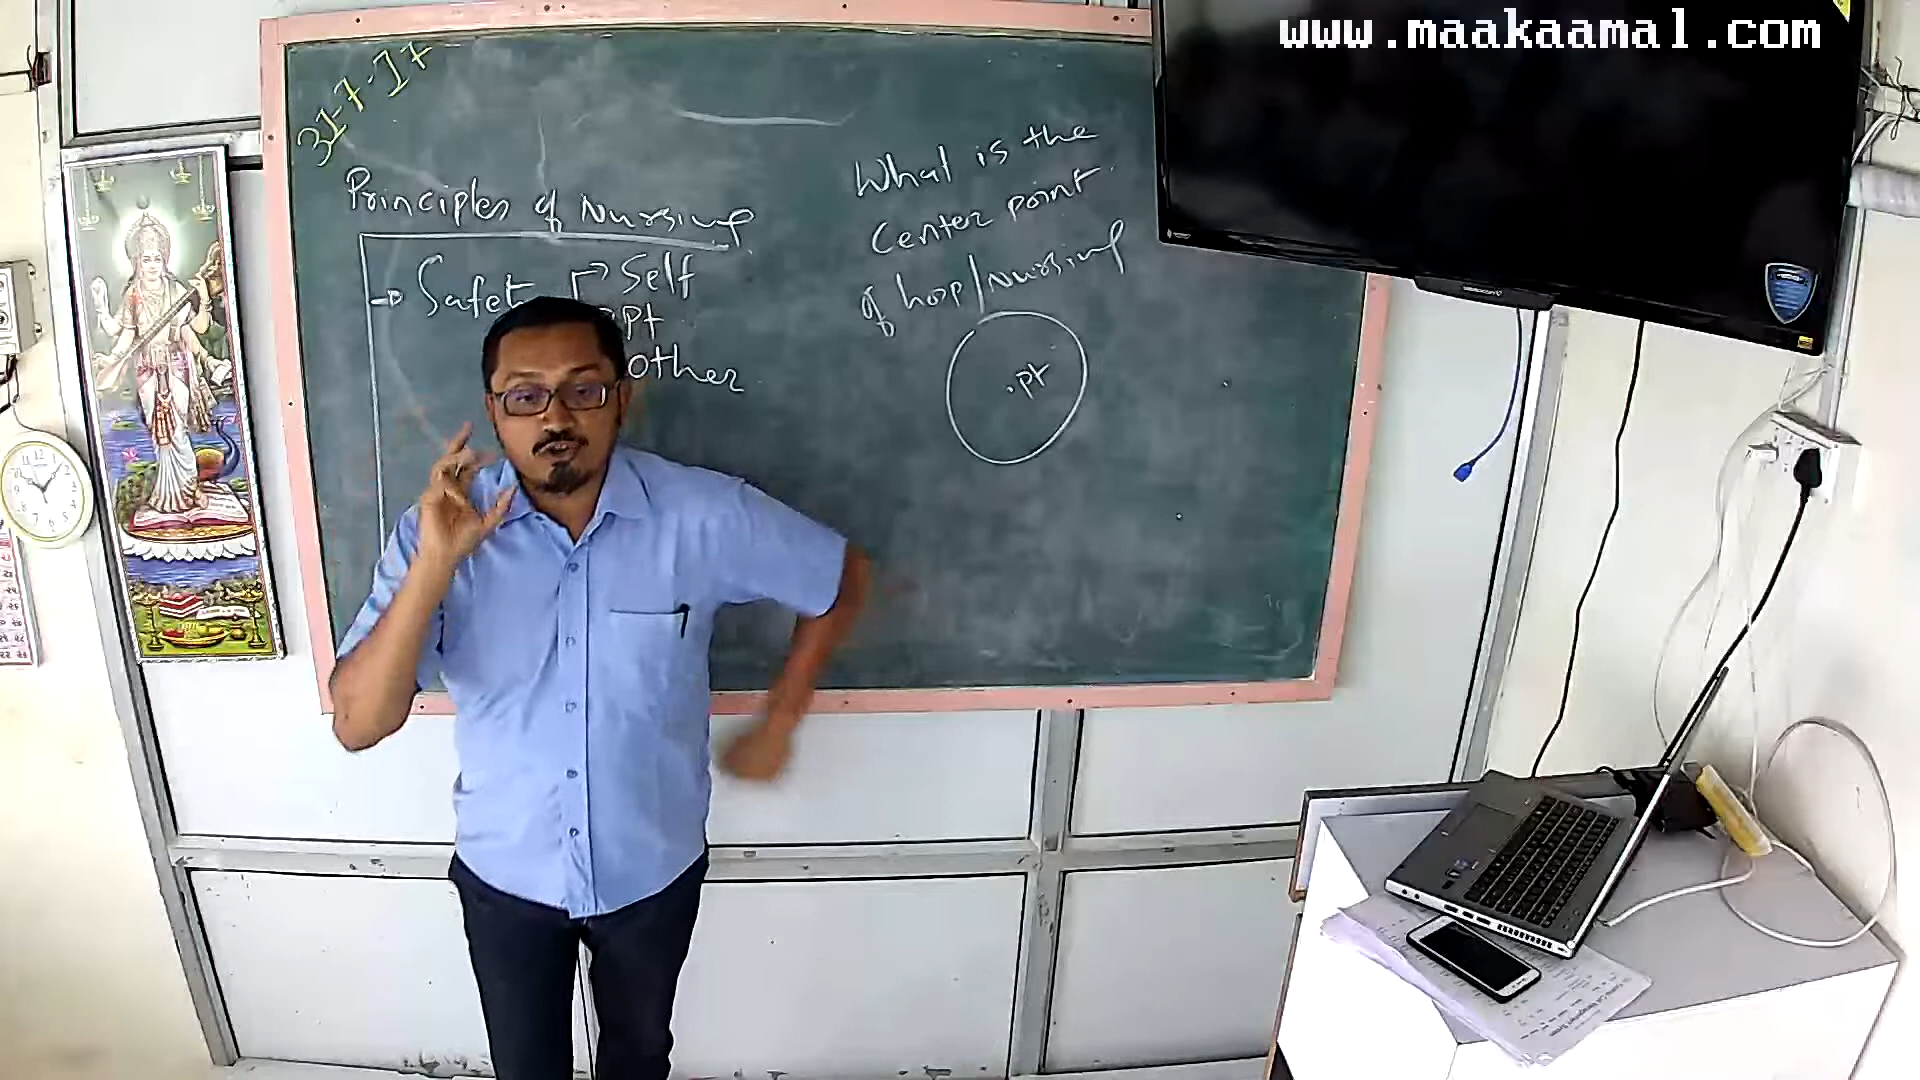 www.maakaamal.com
31-7-17
Principles of Nursing
Safet
Self
pt
other
What is the
center point
of hosp/Nursing
.pt